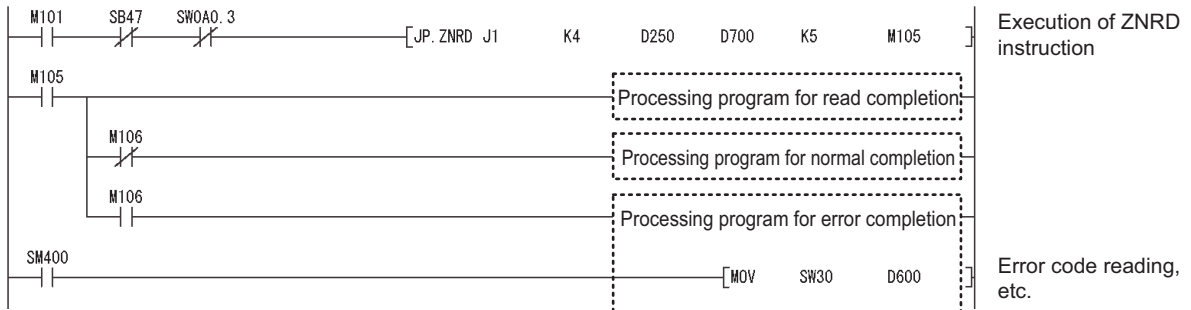 M101 SB47 SW0A0.3
JP.ZNRD J1 K4 D250 D700 K5 M105
Execution of ZNRD
instruction
M105
Processing program for read completion
M106
Processing program for normal completion
M106
Processing program for error completion
SM400
MOV SW30 D600
Error code reading,
etc.